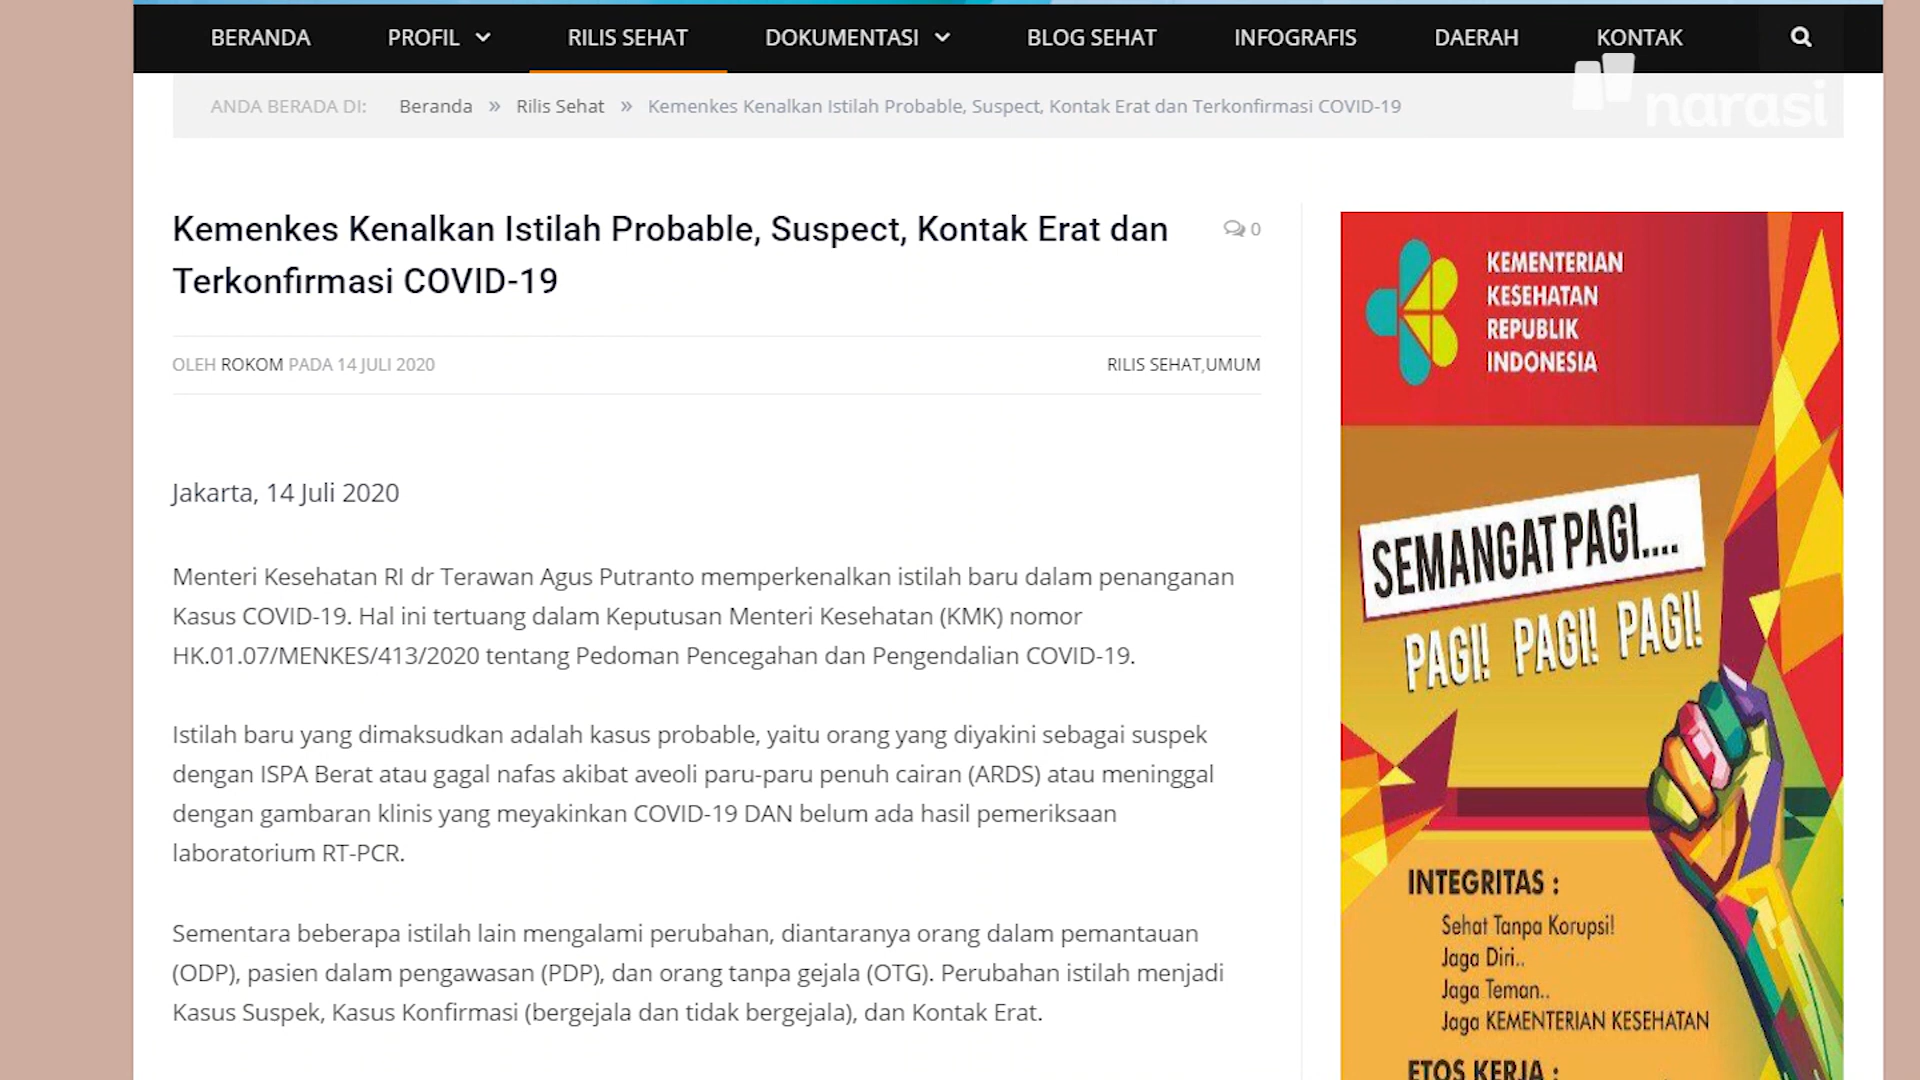 BERANDA PROFIL RILIS SEHAT DOKUMENTASI BLOG SEHAT INFOGRAFIS DAERAH KONTAK
narasi
ANDA BERADA DI: Beranda » Rilis Sehat » Kemenkes Kenalkan Istilah Probable, Suspect, Kontak Erat dan Terkonfirmasi COVID-19
Kemenkes Kenalkan Istilah Probable, Suspect, Kontak Erat dan
Terkonfirmasi COVID-19
0
OLEH ROKOM PADA 14 JULI 2020
RILIS SEHAT,UMUM
Jakarta, 14 Juli 2020
Menteri Kesehatan RI dr Terawan Agus Putranto memperkenalkan istilah baru dalam penanganan
Kasus COVID-19. Hal ini tertuang dalam Keputusan Menteri Kesehatan (KMK) nomor
HK.01.07/MENKES/413/2020 tentang Pedoman Pencegahan dan Pengendalian COVID-19.
Istilah baru yang dimaksudkan adalah kasus probable, yaitu orang yang diyakini sebagai suspek
dengan ISPA Berat atau gagal nafas akibat aveoli paru-paru penuh cairan (ARDS) atau meninggal
dengan gambaran klinis yang meyakinkan COVID-19 DAN belum ada hasil pemeriksaan
laboratorium RT-PCR.
Sementara beberapa istilah lain mengalami perubahan, diantaranya orang dalam pemantauan
(ODP), pasien dalam pengawasan (PDP), dan orang tanpa gejala (OTG). Perubahan istilah menjadi
Kasus Suspek, Kasus Konfirmasi (bergejala dan tidak bergejala), dan Kontak Erat.
KEMENTERIAN
KESEHATAN
REPUBLIK
INDONESIA
SEMANGAT PAGI....
PAGI! PAGI! PAGI!
INTEGRITAS :
Sehat Tanpa Korupsi!
Jaga Diri..
Jaga Teman..
Jaga KEMENTERIAN KESEHATAN
ETOS KERJA :